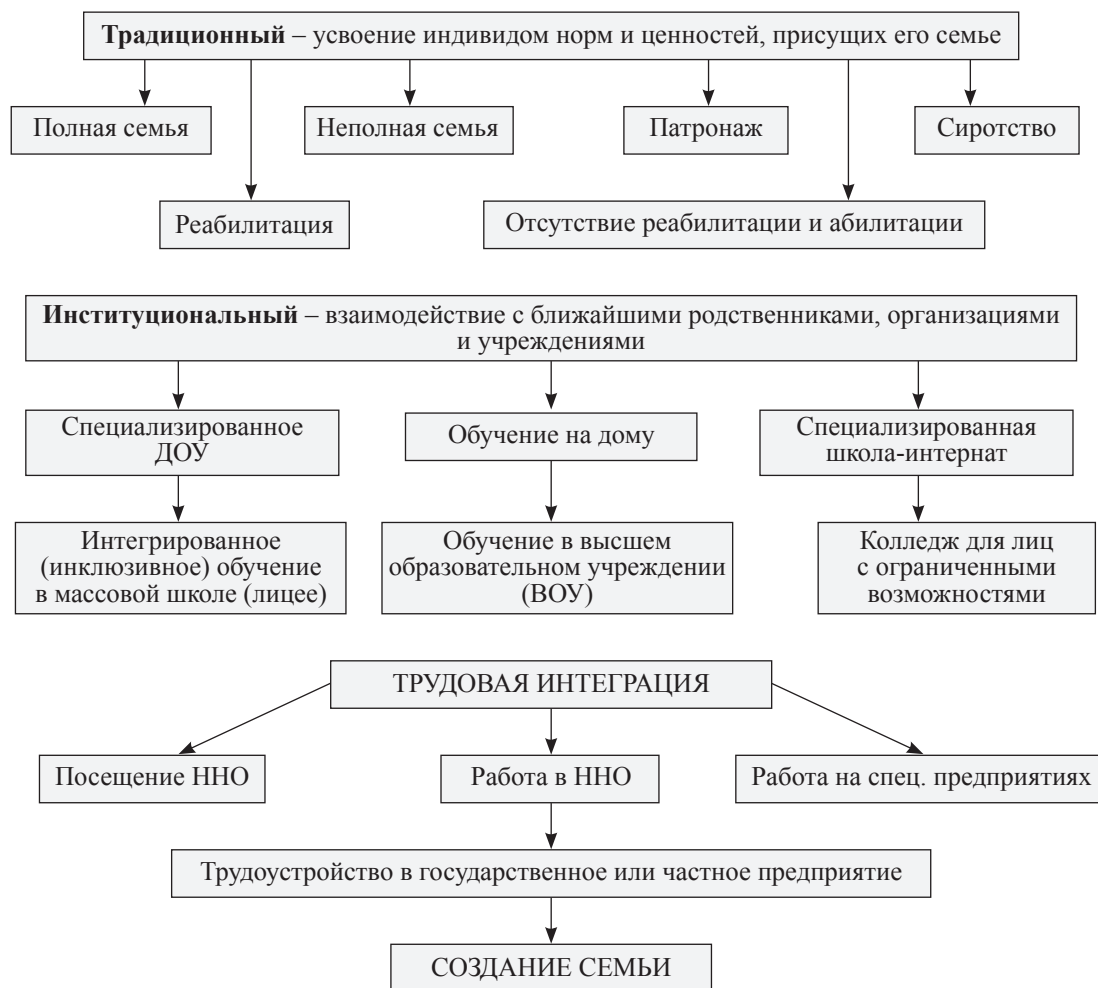 Традиционный – усвоение индивидом норм и ценностей, присущих его семье
Полная семья
Неполная семья
Патронаж
Сиротство
Реабилитация
Отсутствие реабилитации и абилитации
Институциональный – взаимодействие с ближайшими родственниками, организациями
и учреждениями
Специализированное
ДОУ
Обучение на дому
Специализированная
школа-интернат
Интегрированное
(инклюзивное) обучение
в массовой школе (лицее)
Обучение в высшем
образовательном учреждении
(ВОУ)
Колледж для лиц
с ограниченными
возможностями
ТРУДОВАЯ ИНТЕГРАЦИЯ
Посещение ННО
Работа в ННО
Работа на спец. предприятиях
Трудоустройство в государственное или частное предприятие
СОЗДАНИЕ СЕМЬИ